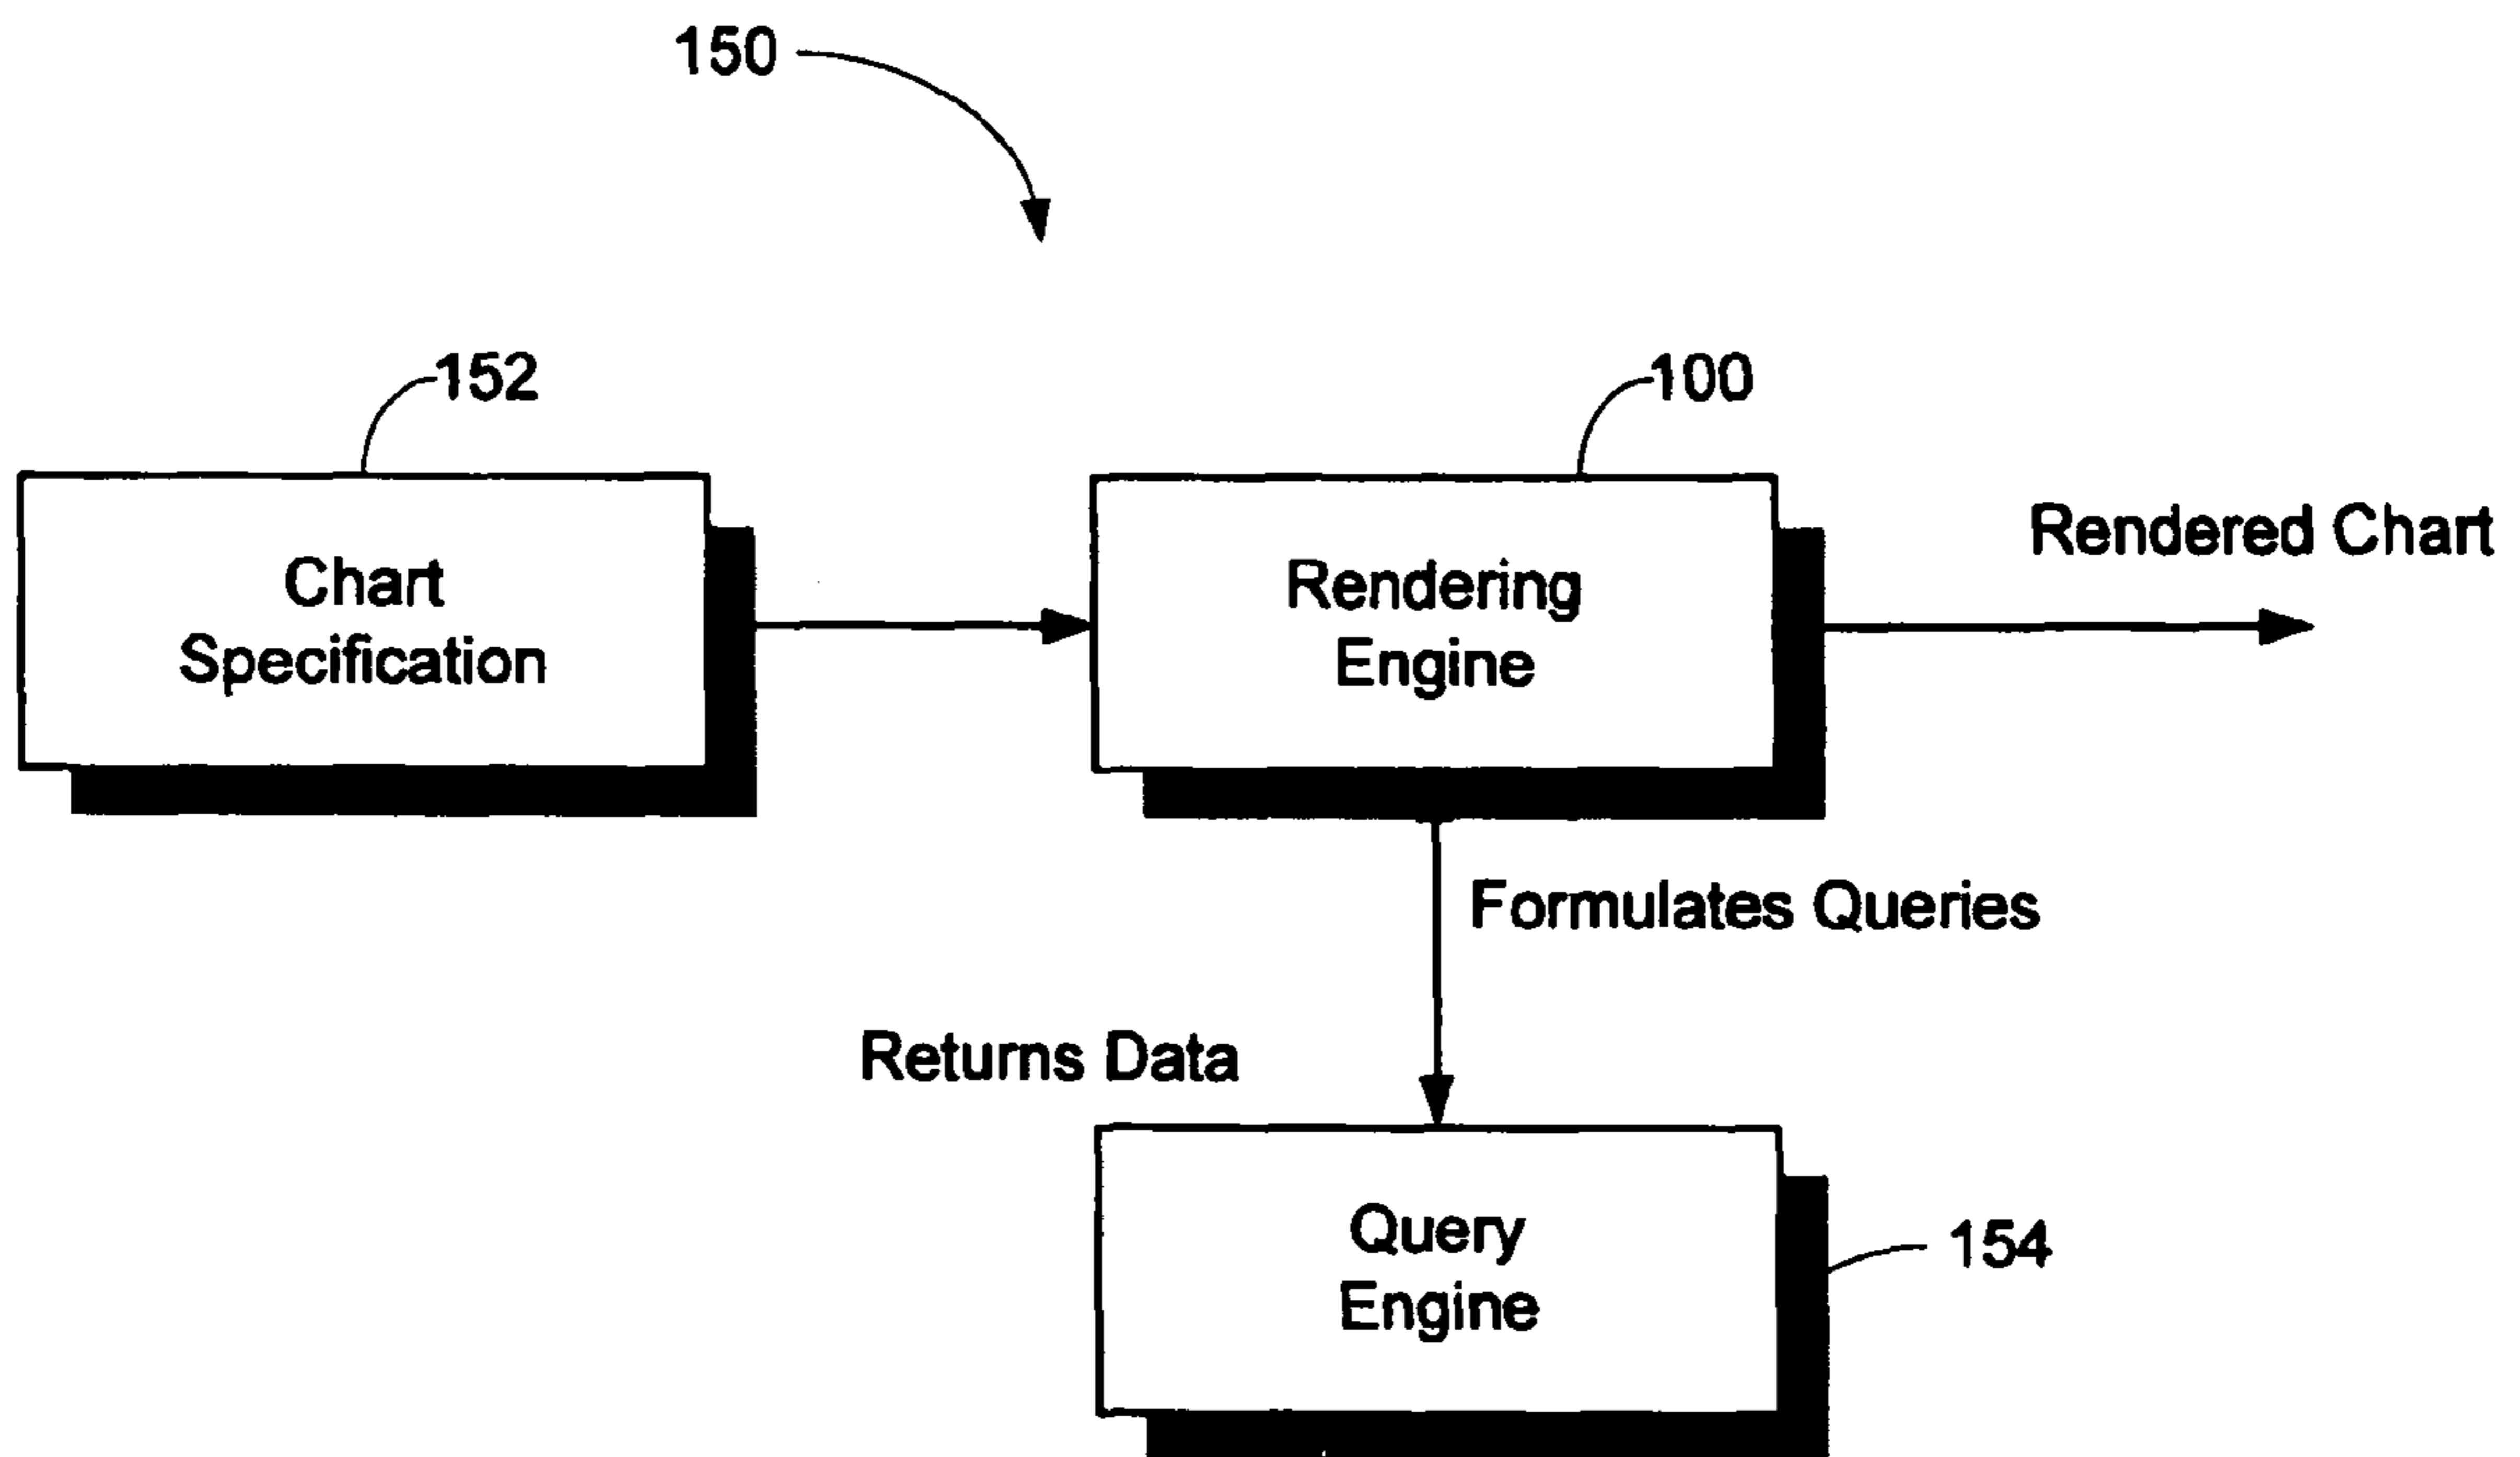 150
152
100
Chart
Specification
Rendering
Engine
Rendered Chart
Formulates Queries
Returns Data
Query
Engine
154